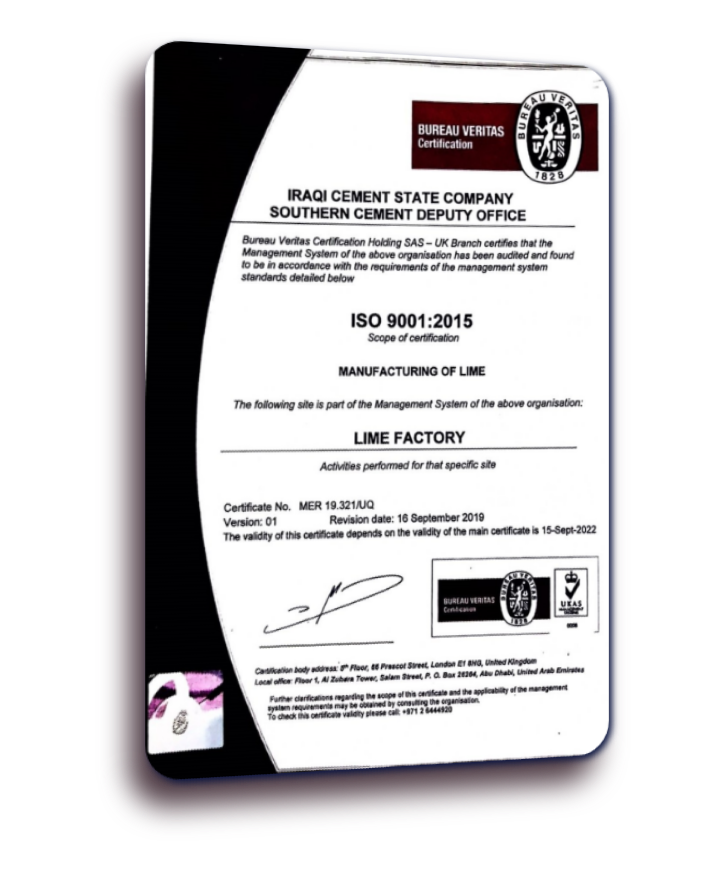 BUREAU VERITAS
Certification
BUREAU VERITAS
1828
IRAQI CEMENT STATE COMPANY
SOUTHERN CEMENT DEPUTY OFFICE
Bureau Veritas Certification Holding SAS – UK Branch certifies that the
Management System of the above organisation has been audited and found
to be in accordance with the requirements of the management system
standards detailed below
ISO 9001:2015
Scope of certification
MANUFACTURING OF LIME
The following site is part of the Management System of the above organisation:
LIME FACTORY
Activities performed for that specific site
Certificate No. MER 19.321/UQ
Version: 01 Revision date: 16 September 2019
The validity of this certificate depends on the validity of the main certificate is 15-Sept-2022
BUREAU VERITAS
Certification
BUREAU VERITAS
1828
UKAS
Certification body address: 5th Floor, 66 Prescot Street, London E1 8HG, United Kingdom
Local office: Floor 1, Al Zubara Tower, Salam Street, P. O. Box 28264, Abu Dhabi, United Arab Emirates
Further clarifications regarding the scope of this certificate and the applicability of the management
system requirements may be obtained by consulting the organisation.
To check this certificate validity please call: +971 2 6444920